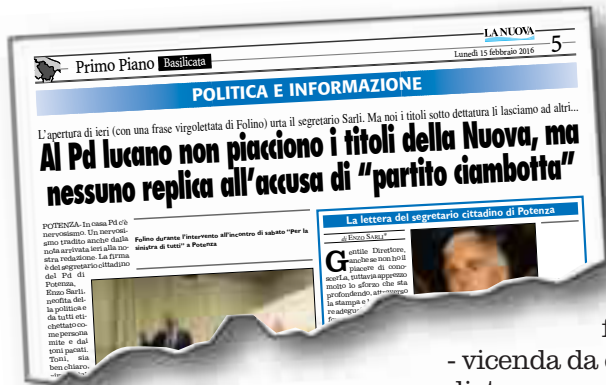 Primo Piano Basilicata
LA NUOVA
Lunedì 15 febbraio 2016
5
POLITICA E INFORMAZIONE
L'apertura di ieri (con una frase virgolettata di Folino) urta il segretario Sarli. Ma noi i titoli sotto dettatura li lasciamo ad altri...
Al Pd lucano non piacciono i titoli della Nuova, ma
nessuno replica all'accusa di "partito ciambotta"
POTENZA- In casa Pd c'è
nervosismo. Un nervosi-
smo tradito anche dalla
nota arrivata ieri alla no-
stra redazione. La firma
è del segretario cittadino
del Pd di
Potenza,
Enzo Sarli,
neofita del-
la politica e
da tutti eti-
chettato co-
me persona
mite e dai
toni pacati.
Toni, sia
ben chiaro,
Folino durante l'intervento all'incontro di sabato "Per la
sinistra di tutti" a Potenza
La lettera del segretario cittadino di Potenza
di ENZO SARLI*
Gentile Direttore,
anche se non ho il
piacere di cono-
scerLa, tuttavia apprezzo
molto lo sforzo che sta
profondendo, attraverso
la stampa e
re adegu
- vicenda da